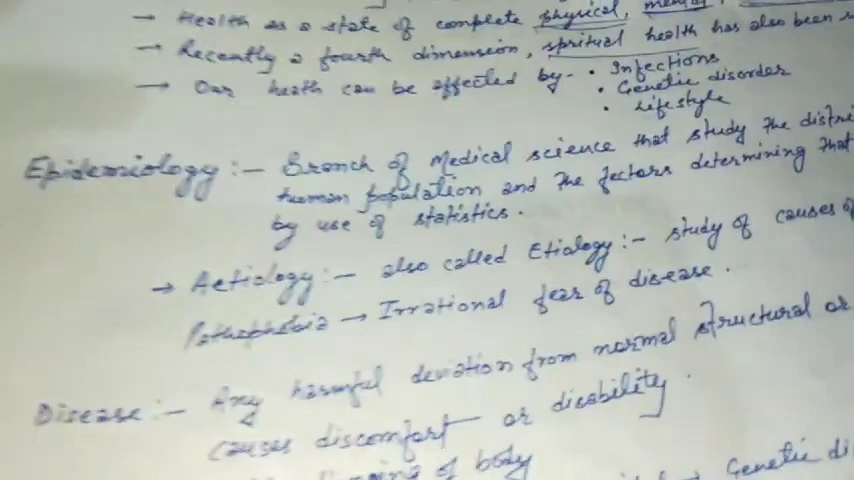 → Health as a state of complete physical, mental,
→ Recently a fourth dimension, spritual health has also been
→ Our heath can be affected by - • Infections
• Genetic disorder
• Lifestyle
Epidemiology :- Branch of Medical science that study the distri
human population and the factors determining that
by use of statistics.
→ Aetiology :- also called Etiology :- study of causes of
Pathophobia → Irrational fear of disease.
Disease :- Any harmful deviation from normal structural or
causes discomfort or disability.
of body
Genetic di